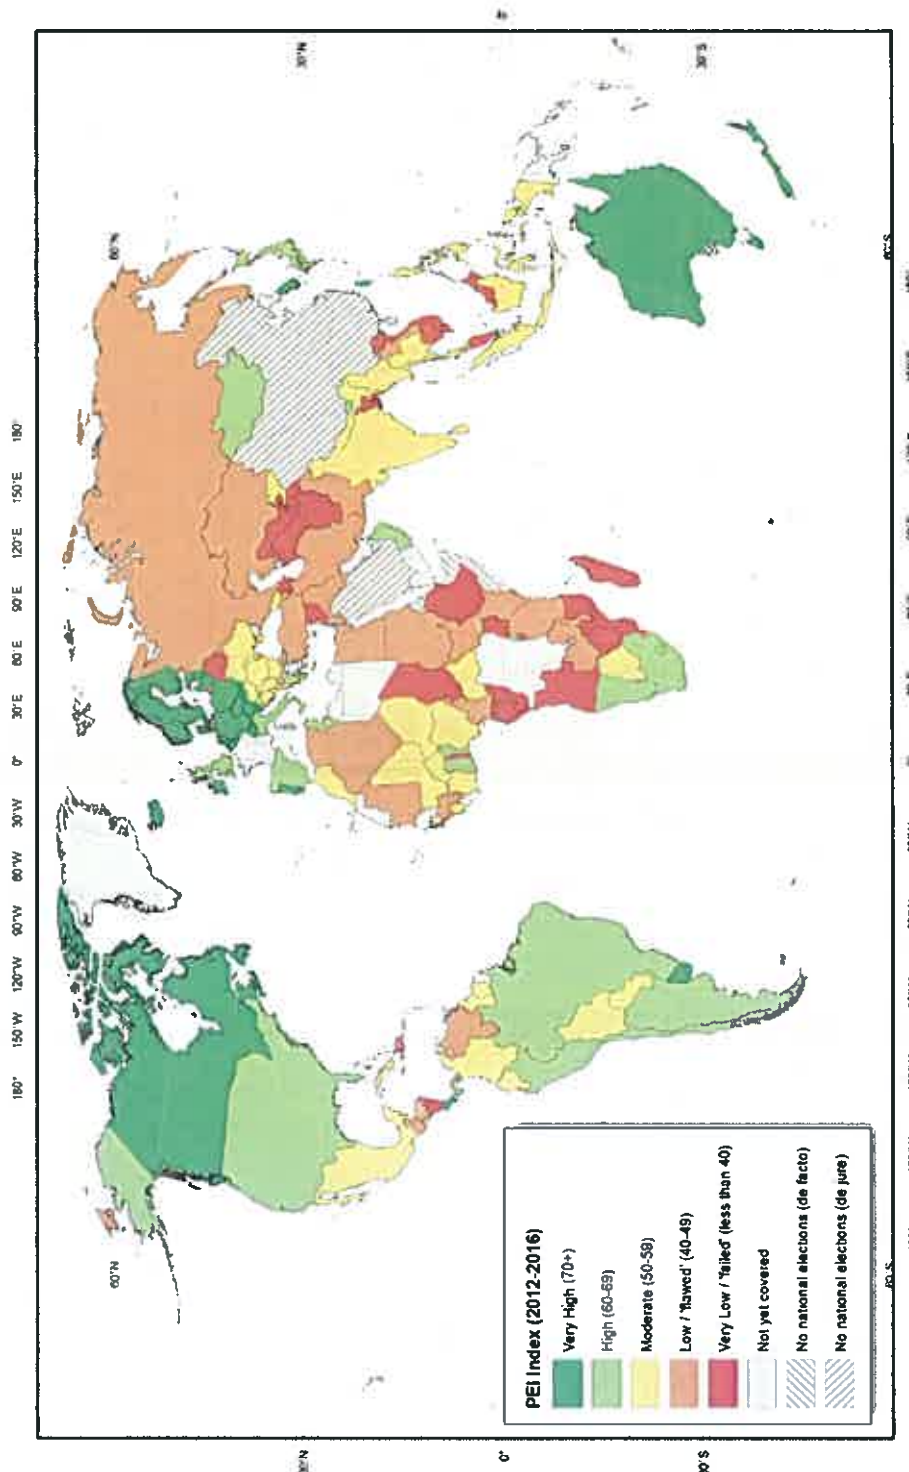 180°
150°W
120°W
90°W
60°W
30°W
0°
30°E
60°E
90°E
120°E
150°E
180°
60°N
60°N
30°N
0°
30°S
60°S
PEI Index (2012-2016)
Very High (70+)
High (60-69)
Moderate (50-59)
Low / 'flawed' (40-49)
Very Low / 'failed' (less than 40)
Not yet covered
No national elections (de facto)
No national elections (de jure)